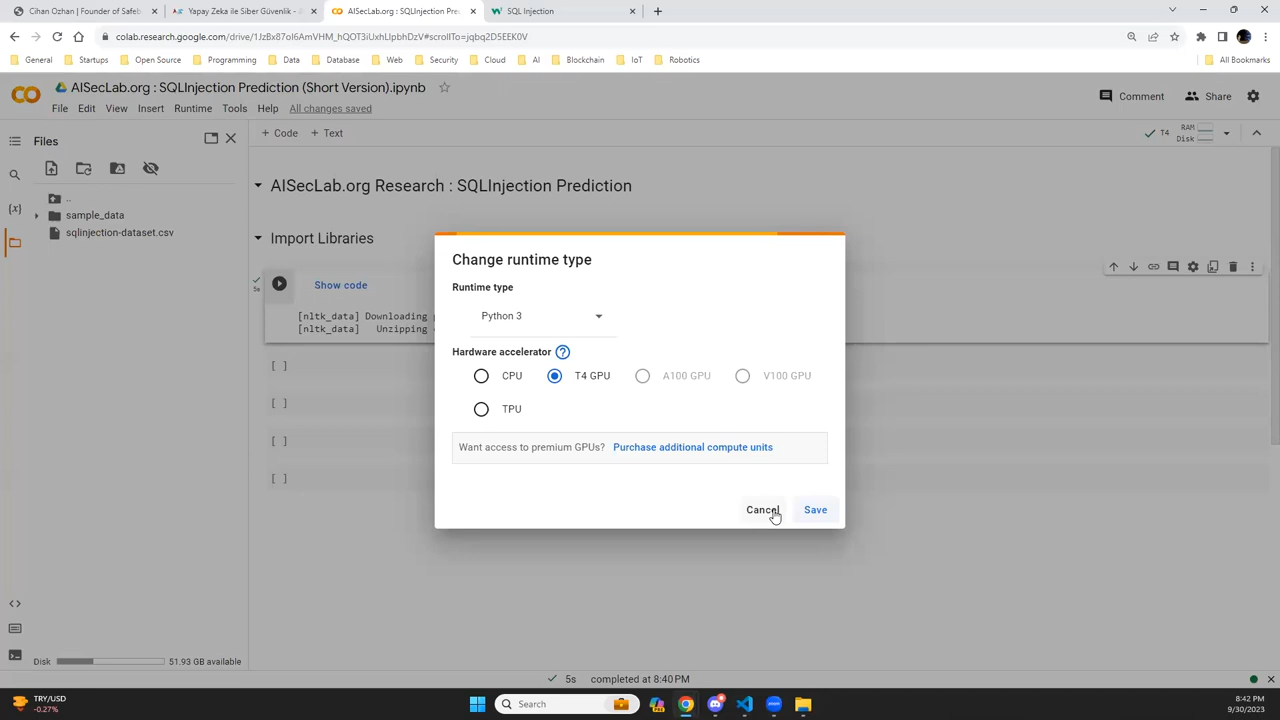 Cihan Ozhan | Founder of Safeb
Yapay Zeka ile Siber Güvenlik -
AISecLab.org : SQLInjection Pre
SQL Injection
colab.research.google.com/drive/1JzBx87oI6AmVHM_hQOT3iUxhLIpbhDzV#scrollTo=jqbq2D5EEK0V
General
Startups
Open Source
Programming
Data
Database
Web
Security
Cloud
AI
Blockchain
IoT
Robotics
All Bookmarks
AISecLab.org : SQLInjection Prediction (Short Version).ipynb
File Edit View Insert Runtime Tools Help All changes saved
Comment
Share
Files
+ Code + Text
T4
RAM
Disk
..
sample_data
sqlinjection-dataset.csv
{x}
AISecLab.org Research : SQLInjection Prediction
Import Libraries
5s
Show code
[nltk_data] Downloading
[nltk_data] Unzipping
[ ]
[ ]
[ ]
[ ]
Change runtime type
Runtime type
Python 3
Hardware accelerator ?
CPU T4 GPU A100 GPU V100 GPU
TPU
Want access to premium GPUs? Purchase additional compute units
Cancel Save
<>
Disk 51.93 GB available
5s completed at 8:40 PM
TRY/USD
-0.27%
Search
8:42 PM
9/30/2023